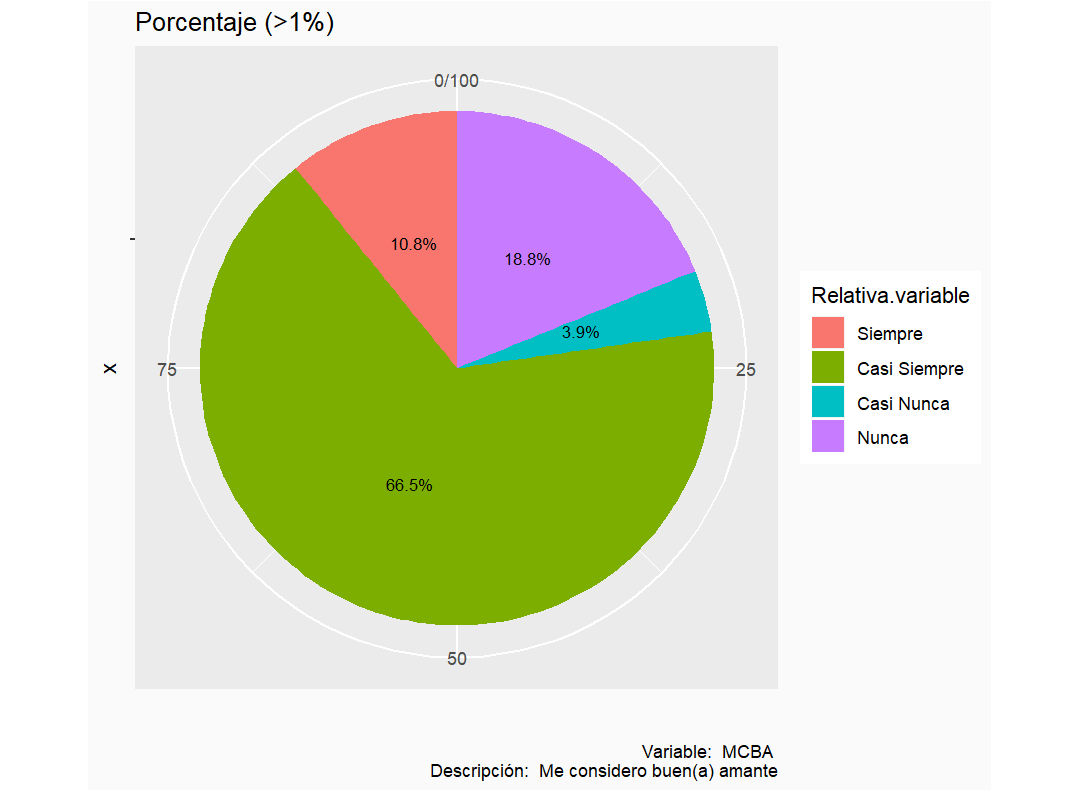 Porcentaje (>1%)
0/100
10.8%
18.8%
3.9%
x
75
25
66.5%
50
Relativa.variable
Siempre
Casi Siempre
Casi Nunca
Nunca
Variable:  MCBA
Descripción:  Me considero buen(a) amante